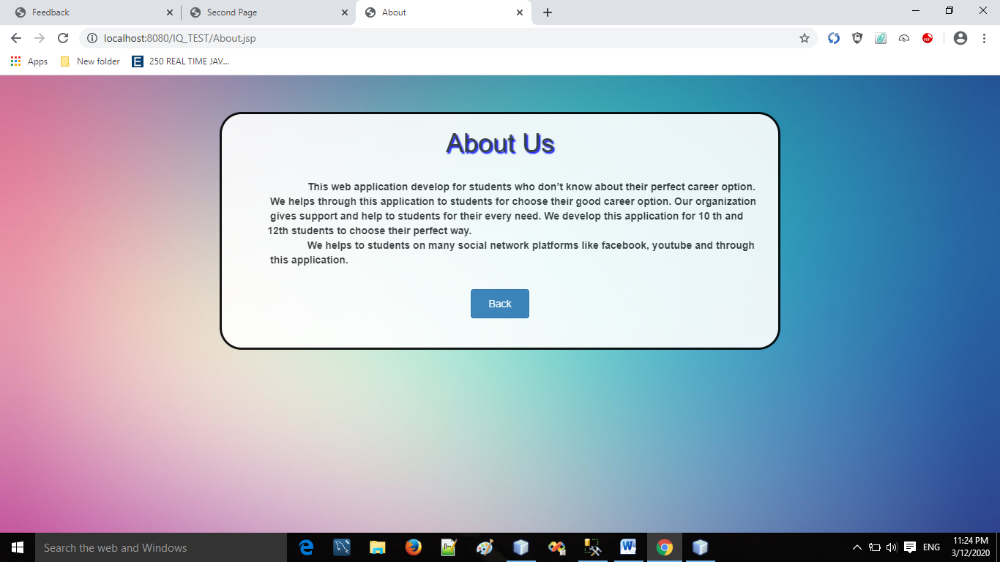 Feedback
Second Page
About
localhost:8080/IQ_TEST/About.jsp
Apps
New folder
E
250 REAL TIME JAV...
PDF
About Us
This web application develop for students who don't know about their perfect career option.
We helps through this application to students for choose their good career option. Our organization
gives support and help to students for their every need. We develop this application for 10 th and
12th students to choose their perfect way.
We helps to students on many social network platforms like facebook, youtube and through
this application.
Back
Search the web and Windows
ENG
11:24 PM
3/12/2020